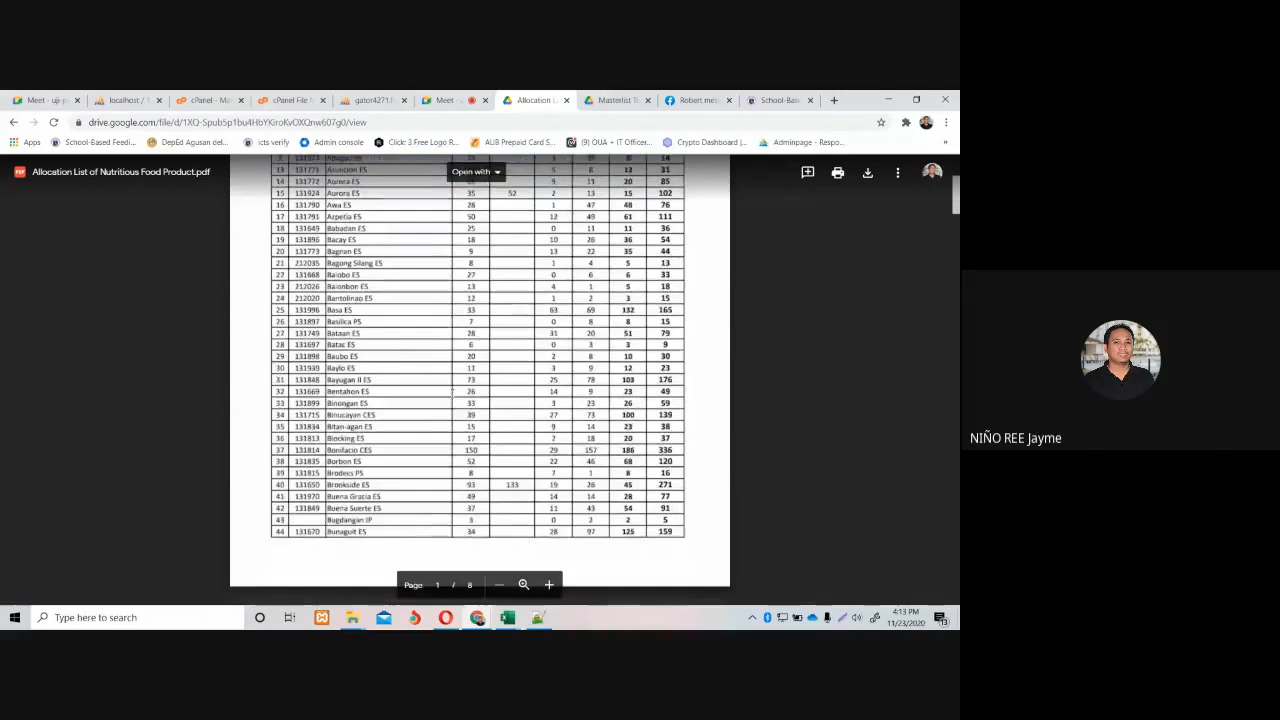 Meet - uji-p
localhost /
cPanel - Ma
cPanel File M
gator4271.h
Meet -
Allocation L
Masterlist T
Robert mes
School-Base
drive.google.com/file/d/1XQ-Spub5p1bu4HbYKiroKvOXQnw607g0/view
Apps
School-Based Feedi...
DepEd Agusan del...
icts verify
Admin console
Click: 3.Free Logo R...
AUB Prepaid Card S...
(9) OUA + IT Officer...
Crypto Dashboard |...
Adminpage - Respo...
Allocation List of Nutritious Food Product.pdf
Open with
13 131771 Asuncion ES 5 8 12 31
14 131772 Aurora ES 9 11 20 85
15 131924 Aurora ES 35 52 2 13 15 102
16 131790 Awa ES 28 1 47 48 76
17 131791 Azpetia ES 50 12 49 61 111
18 131649 Babadan ES 25 0 11 11 36
19 131896 Bacay ES 18 10 26 36 54
20 131773 Bagnan ES 9 13 22 35 44
21 212035 Bagong Silang ES 8 1 4 5 13
22 131668 Balobo ES 27 0 6 6 33
23 212026 Balonbon ES 13 4 1 5 18
24 212020 Bantolinao ES 12 1 2 3 15
25 131996 Basa ES 33 63 69 132 165
26 131897 Basilica PS 7 0 8 8 15
27 131749 Bataan ES 28 31 20 51 79
28 131697 Batac ES 6 0 3 3 9
29 131898 Baubo ES 20 2 8 10 30
30 131939 Baylo ES 11 3 9 12 23
31 131848 Bayugan II ES 73 25 78 103 176
32 131669 Bentahon ES 26 14 9 23 49
33 131899 Binongan ES 33 3 23 26 59
34 131715 Binucayan CES 39 27 73 100 139
35 131834 Bitan-agan ES 15 9 14 23 38
36 131813 Blocking ES 17 2 18 20 37
37 131814 Bonifacio CES 150 29 157 186 336
38 131835 Borbon ES 52 22 46 68 120
39 131815 Brodecs PS 8 7 1 8 16
40 131650 Brookside ES 93 133 19 26 45 271
41 131970 Buena Gracia ES 49 14 14 28 77
42 131849 Buena Suerte ES 37 11 43 54 91
43 Bugdangan IP 3 0 2 2 5
44 131670 Bunaguit ES 34 28 97 125 159
Page 1 / 8
NIÑO REE Jayme
Type here to search
4:13 PM
11/23/2020
13